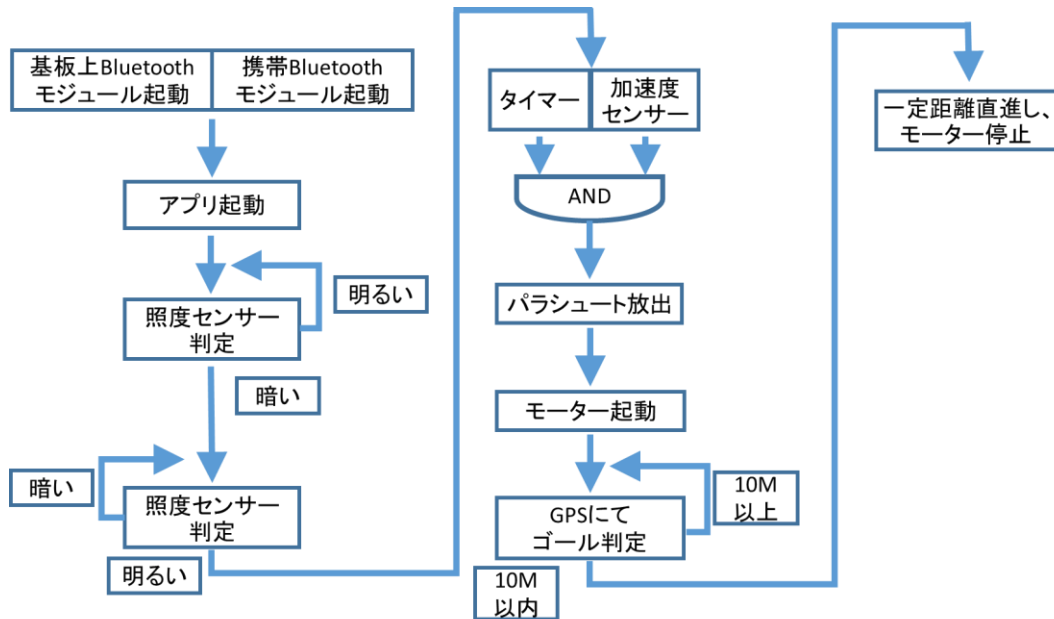 基板上Bluetooth
モジュール起動
携帯Bluetooth
モジュール起動
アプリ起動
明るい
照度センサー
判定
暗い
暗い
照度センサー
判定
明るい
タイマー
加速度
センサー
AND
パラシュート放出
モーター起動
10M
以上
GPSにて
ゴール判定
10M
以内
一定距離直進し、
モーター停止